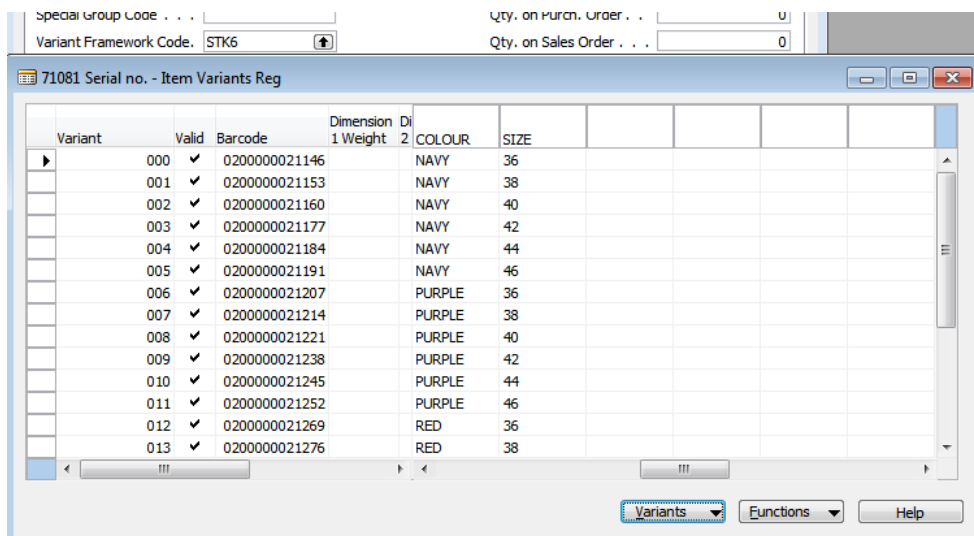 Special Group Code . . . Qty. on Purch. Order . . 0
Variant Framework Code. STK6 Qty. on Sales Order . . . 0
71081 Serial no. - Item Variants Reg
Dimension Di
Variant Valid Barcode 1 Weight 2 COLOUR SIZE
000 ✔ 0200000021146 NAVY 36
001 ✔ 0200000021153 NAVY 38
002 ✔ 0200000021160 NAVY 40
003 ✔ 0200000021177 NAVY 42
004 ✔ 0200000021184 NAVY 44
005 ✔ 0200000021191 NAVY 46
006 ✔ 0200000021207 PURPLE 36
007 ✔ 0200000021214 PURPLE 38
008 ✔ 0200000021221 PURPLE 40
009 ✔ 0200000021238 PURPLE 42
010 ✔ 0200000021245 PURPLE 44
011 ✔ 0200000021252 PURPLE 46
012 ✔ 0200000021269 RED 36
013 ✔ 0200000021276 RED 38
Variants Functions Help